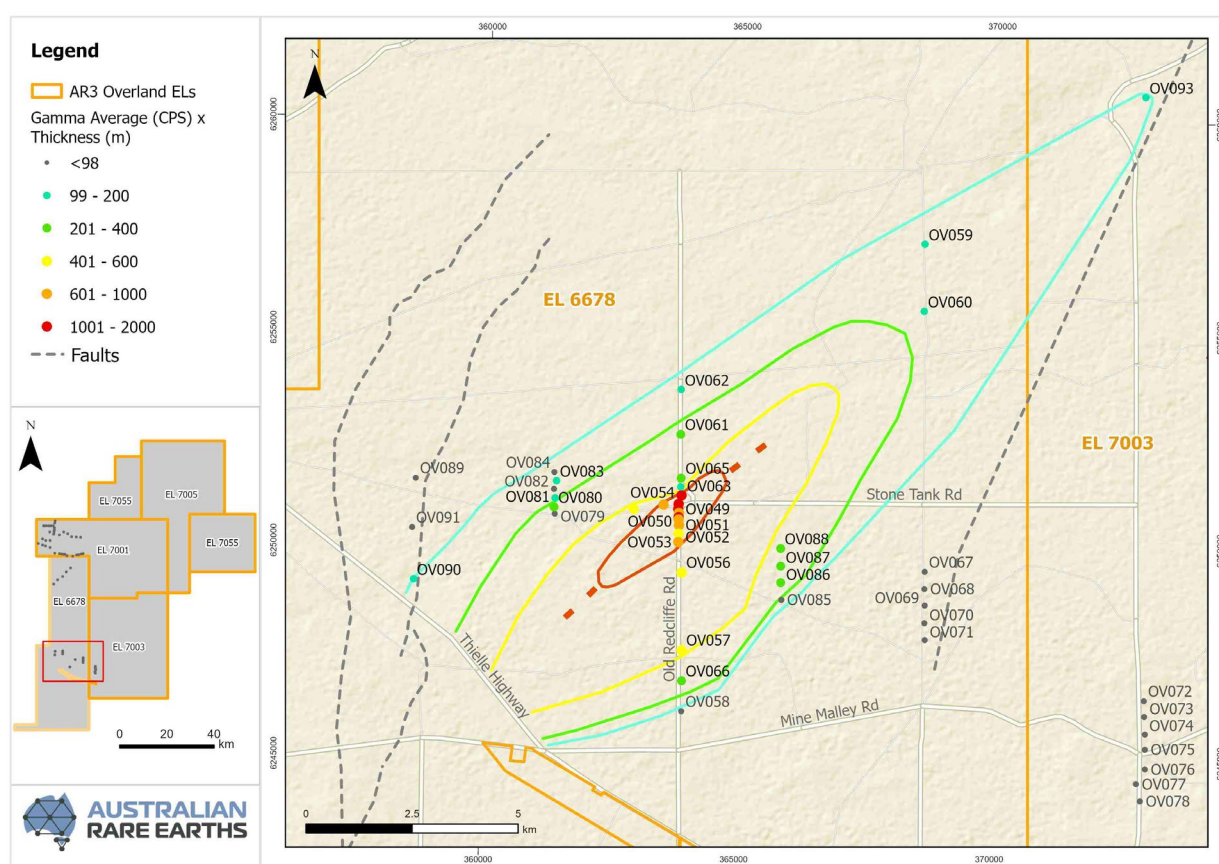 Legend
N
AR3 Overland ELs
Gamma Average (CPS) x
Thickness (m)
<98
99 - 200
201 - 400
401 - 600
601 - 1000
1001 - 2000
Faults
N
EL 7055
EL 7005
EL 7001
EL 7055
EL 6678
EL 7003
0 20 40
km
AUSTRALIAN
RARE EARTHS
360000 365000 370000
N
6260000
6255000
6250000
6245000
OV093
OV059
EL 6678
OV060
OV062
OV061
EL 7003
OV084
OV089
OV083
OV065
OV082
OV063
OV054
OV081
OV080
Stone Tank Rd
OV049
OV079
OV050
OV051
OV091
OV052
OV053
OV088
OV056
OV087
OV067
OV090
OV086
OV068
OV085
OV069
OV070
Old Redcliffe Rd
OV071
OV057
Thielle Highway
OV066
OV058
OV072
Mine Malley Rd
OV073
OV074
OV075
OV076
OV077
OV078
0 2.5 5
km
360000 365000 370000